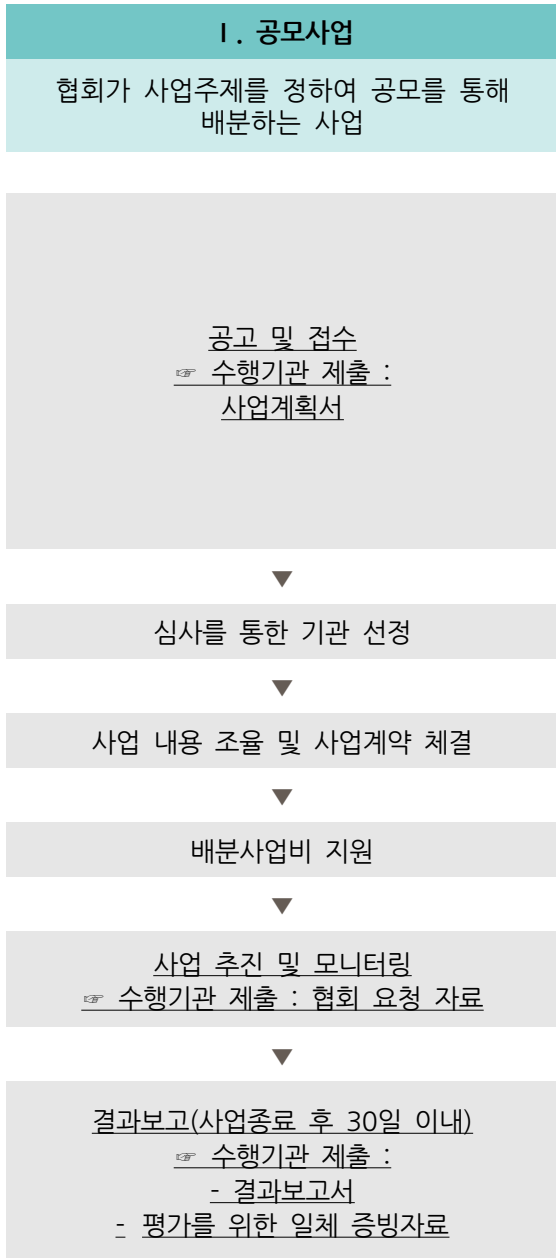 Ⅰ. 공모사업
협회가 사업주제를 정하여 공모를 통해
배분하는 사업
공고 및 접수
☞ 수행기관 제출 :
사업계획서
▼
심사를 통한 기관 선정
▼
사업 내용 조율 및 사업계약 체결
▼
배분사업비 지원
▼
사업 추진 및 모니터링
☞ 수행기관 제출 : 협회 요청 자료
▼
결과보고(사업종료 후 30일 이내)
☞ 수행기관 제출 :
- 결과보고서
- 평가를 위한 일체 증빙자료